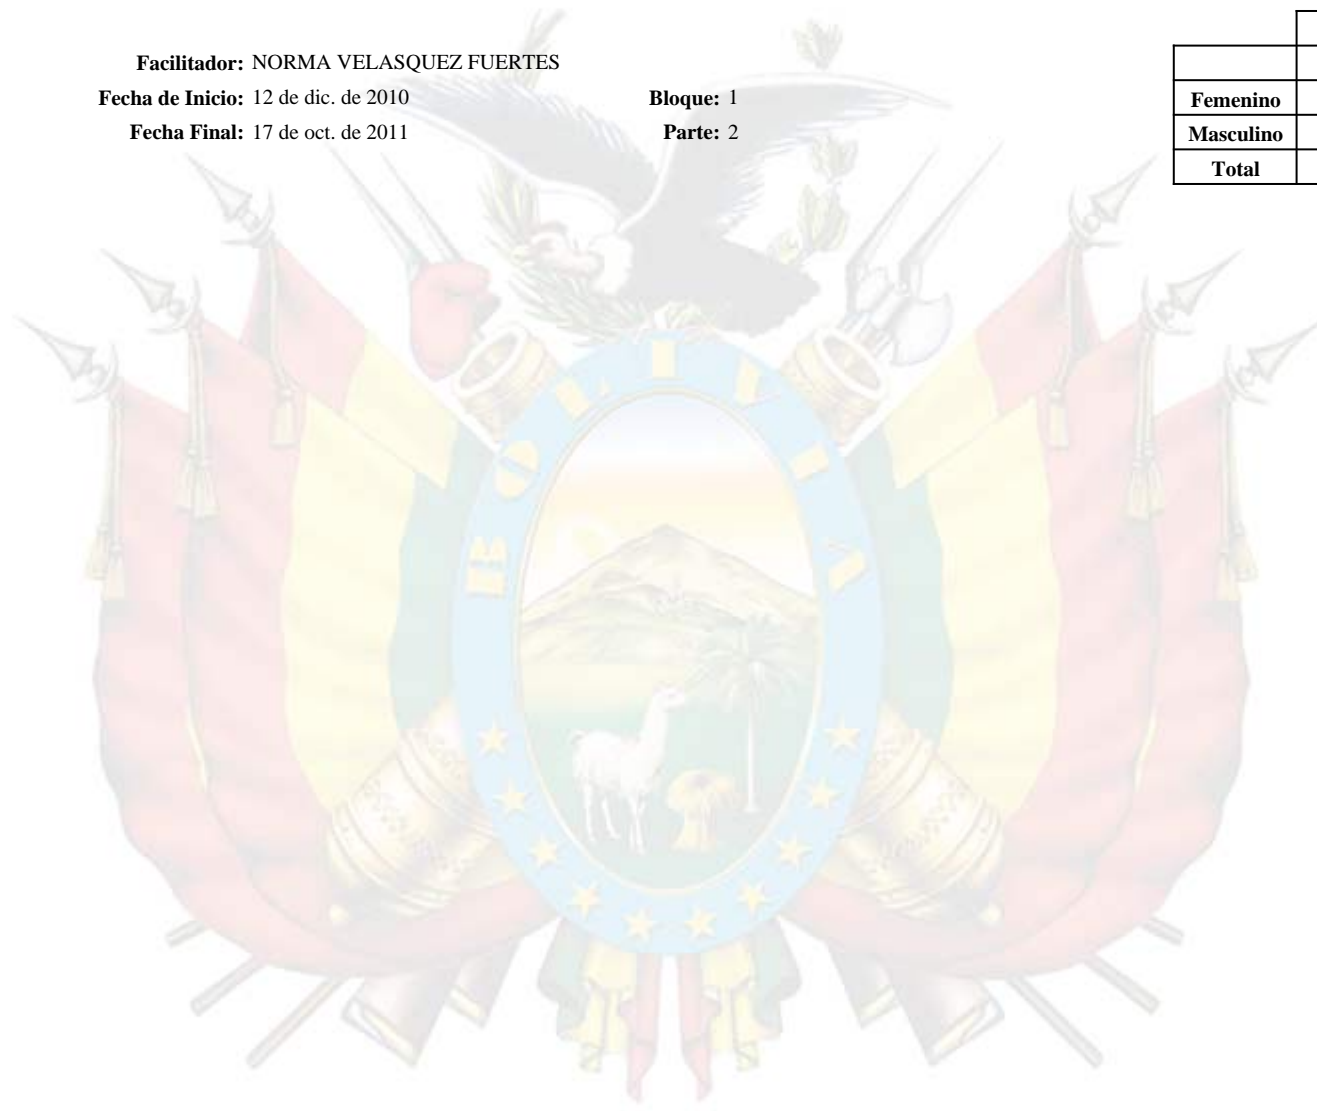 Facilitador: NORMA VELASQUEZ FUERTES
Fecha de Inicio: 12 de dic. de 2010 Bloque: 1
Fecha Final: 17 de oct. de 2011 Parte: 2
Femenino
Masculino
Total
BOLIVIA